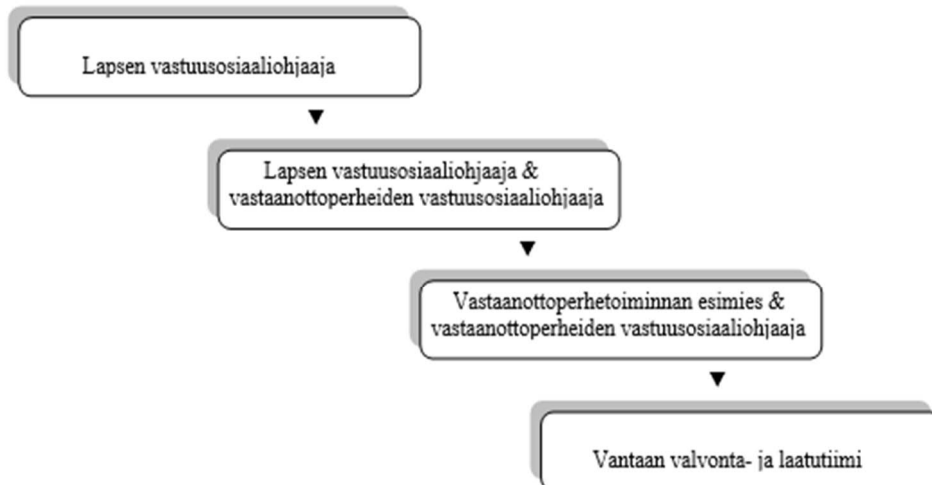 Lapsen vastuusosiaaliohjaaja
Lapsen vastuusosiaaliohjaaja &
vastaanottoperheiden vastuusosiaaliohjaaja
Vastaanottoperhetoiminnan esimies &
vastaanottoperheiden vastuusosiaaliohjaaja
Vantaan valvonta- ja laatutiimi